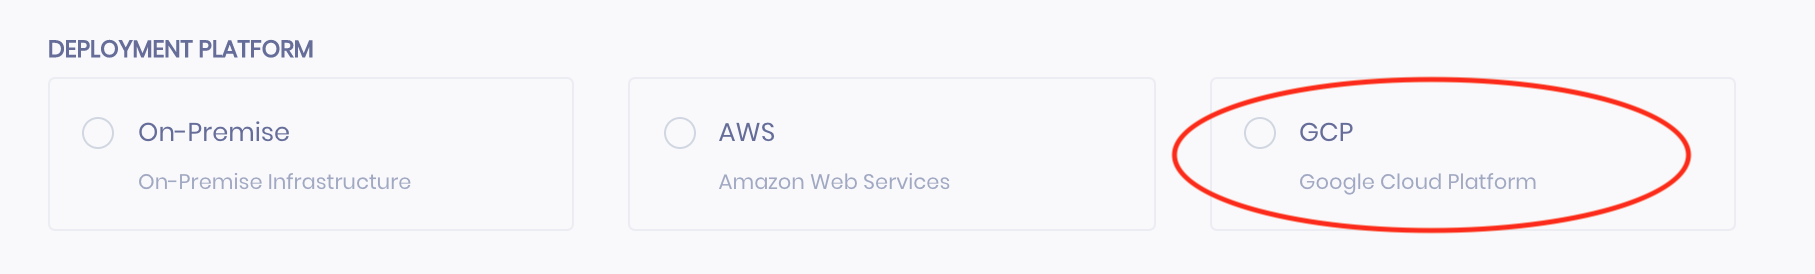 DEPLOYMENT PLATFORM
On-Premise
On-Premise Infrastructure
AWS
Amazon Web Services
GCP
Google Cloud Platform